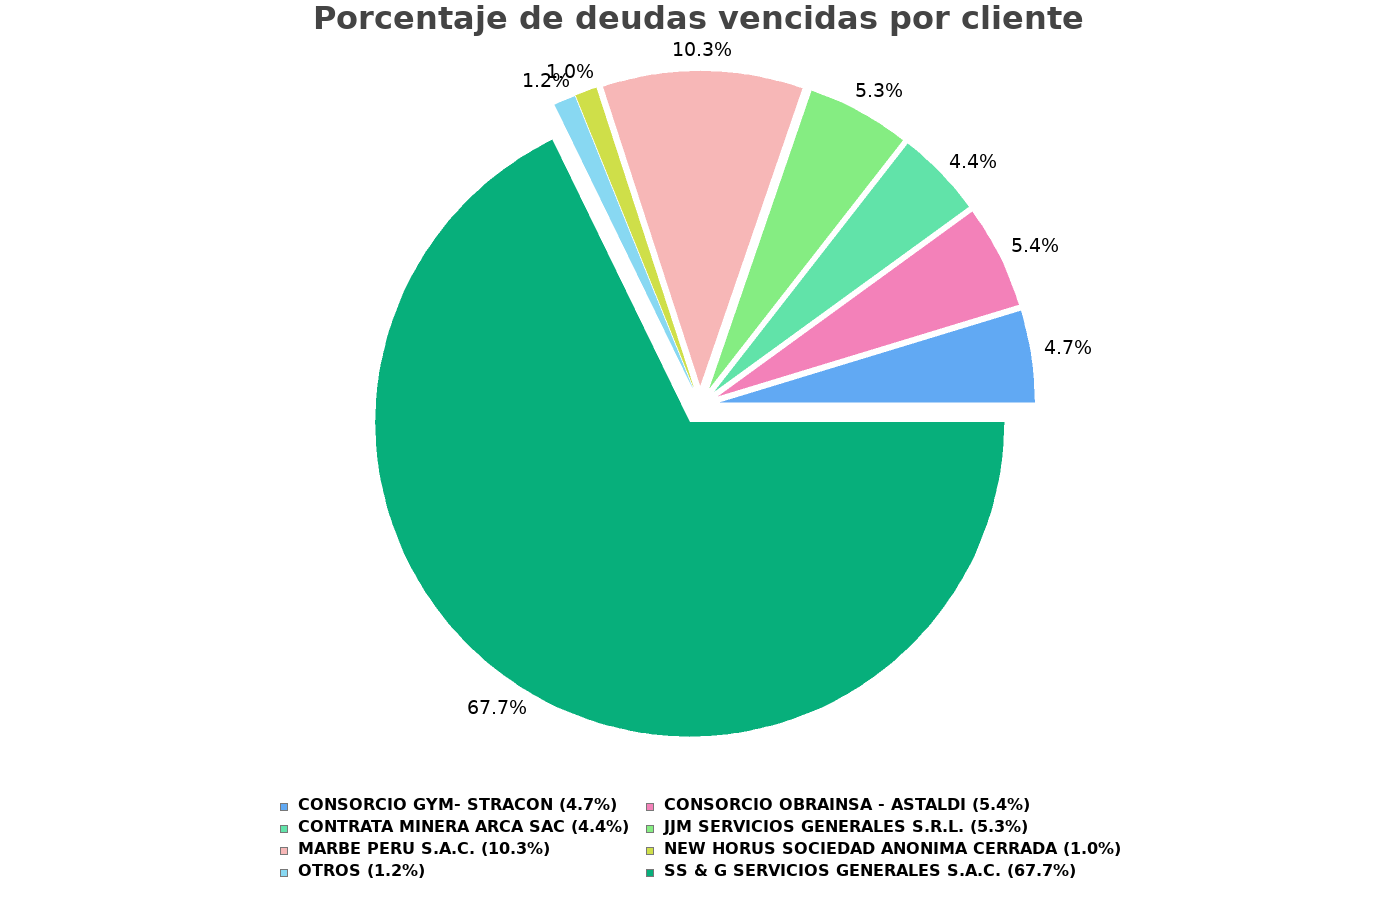 Porcentaje de deudas vencidas por cliente
10.3%
1.0%
1.2%
5.3%
4.4%
5.4%
4.7%
67.7%
CONSORCIO GYM- STRACON (4.7%)
CONSORCIO OBRAINSA - ASTALDI (5.4%)
CONTRATA MINERA ARCA SAC (4.4%)
JJM SERVICIOS GENERALES S.R.L. (5.3%)
MARBE PERU S.A.C. (10.3%)
NEW HORUS SOCIEDAD ANONIMA CERRADA (1.0%)
OTROS (1.2%)
SS & G SERVICIOS GENERALES S.A.C. (67.7%)